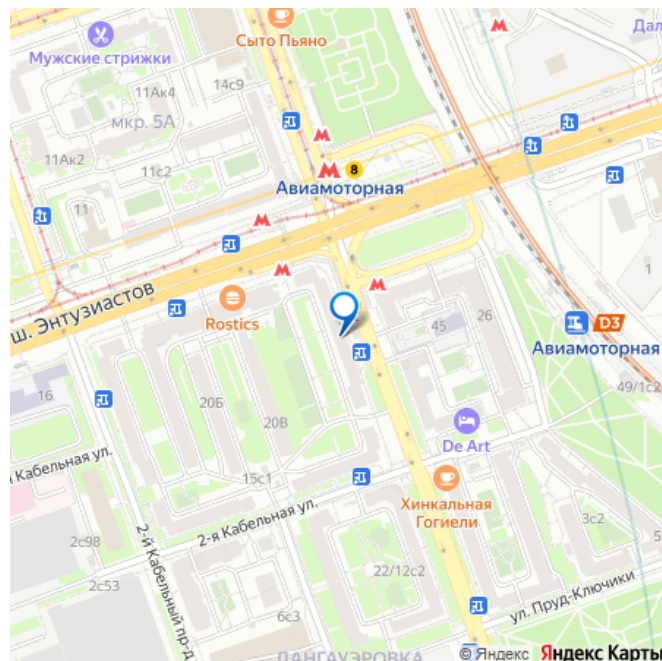 Сыто Пьяно
Дал
Мужские стрижки
14с9
11Ак4
мкр. 5А
11Ак2
11с2
8
Авиамоторная
11
1
ш. Энтузиастов
Rostics
45
26
D3
Авиамоторная
49/1с2
16
20Б
20В
De Art
я Кабельная ул.
15с1
Хинкальная
Гогиели
2-я Кабельная ул.
2-й Кабельный пр-д
2с98
3с2
2с53
22/12с2
ул. Пруд-Ключики
6с3
ЛАНГАУЭРОВКА
© Яндекс Яндекс Карты